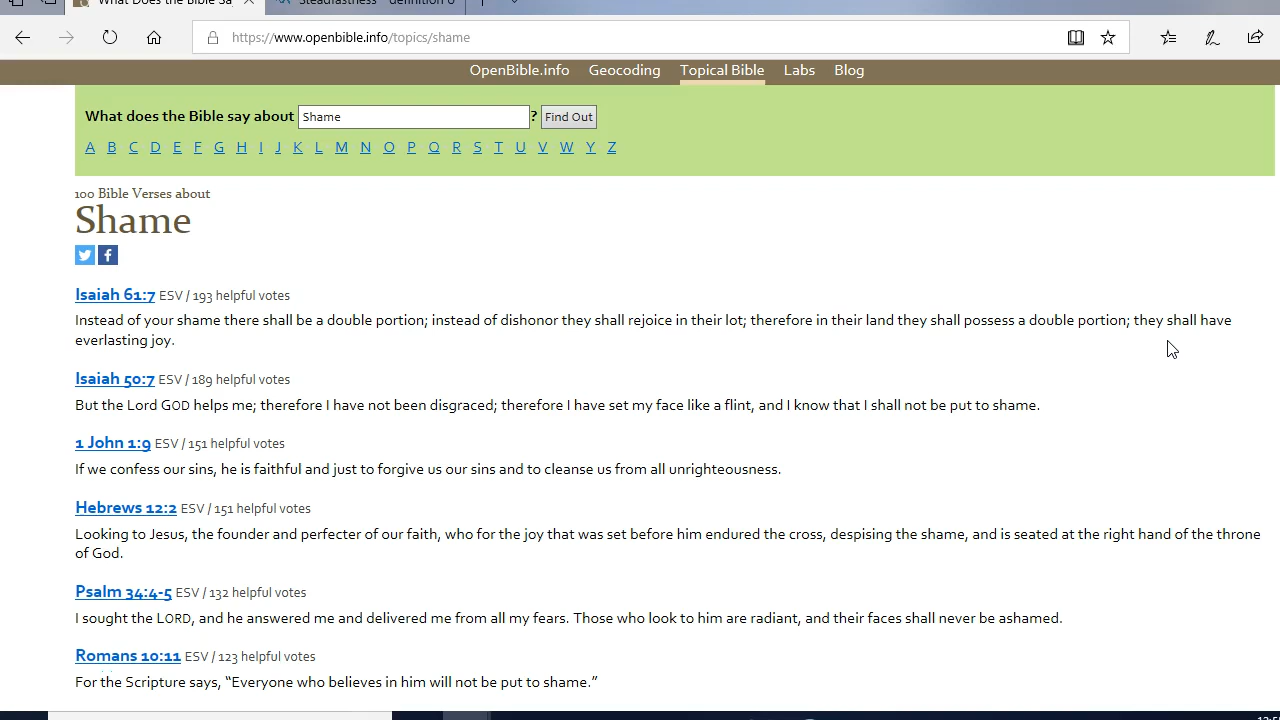 What Does the Bible Sa
Steadfastness - definition o
https://www.openbible.info/topics/shame
OpenBible.info Geocoding Topical Bible Labs Blog
What does the Bible say about Shame ? Find Out
A B C D E F G H I J K L M N O P Q R S T U V W Y Z
100 Bible Verses about
Shame
Isaiah 61:7 ESV / 193 helpful votes
Instead of your shame there shall be a double portion; instead of dishonor they shall rejoice in their lot; therefore in their land they shall possess a double portion; they shall have
everlasting joy.
Isaiah 50:7 ESV / 189 helpful votes
But the Lord GOD helps me; therefore I have not been disgraced; therefore I have set my face like a flint, and I know that I shall not be put to shame.
1 John 1:9 ESV / 151 helpful votes
If we confess our sins, he is faithful and just to forgive us our sins and to cleanse us from all unrighteousness.
Hebrews 12:2 ESV / 151 helpful votes
Looking to Jesus, the founder and perfecter of our faith, who for the joy that was set before him endured the cross, despising the shame, and is seated at the right hand of the throne
of God.
Psalm 34:4-5 ESV / 132 helpful votes
I sought the LORD, and he answered me and delivered me from all my fears. Those who look to him are radiant, and their faces shall never be ashamed.
Romans 10:11 ESV / 123 helpful votes
For the Scripture says, “Everyone who believes in him will not be put to shame.”